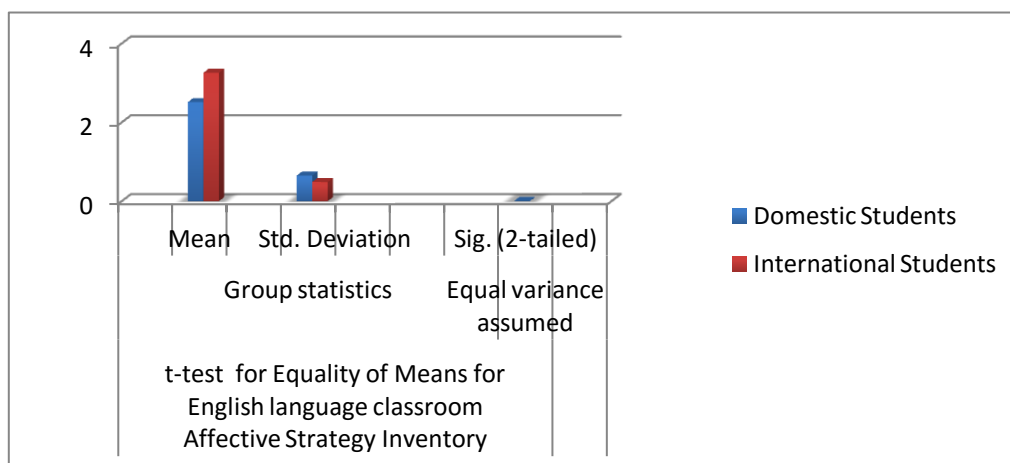 4
2
0
Mean Std. Deviation Sig. (2-tailed)
Group statistics
Equal variance
assumed
t-test for Equality of Means for
English language classroom
Affective Strategy Inventory
Domestic Students
International Students